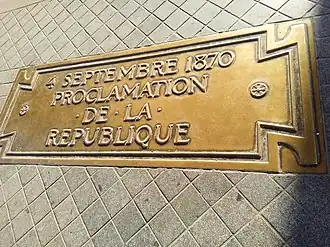 4 SEPTEMBRE 1870
PROCLAMATION
· DE · LA ·
REPUBLIQUE